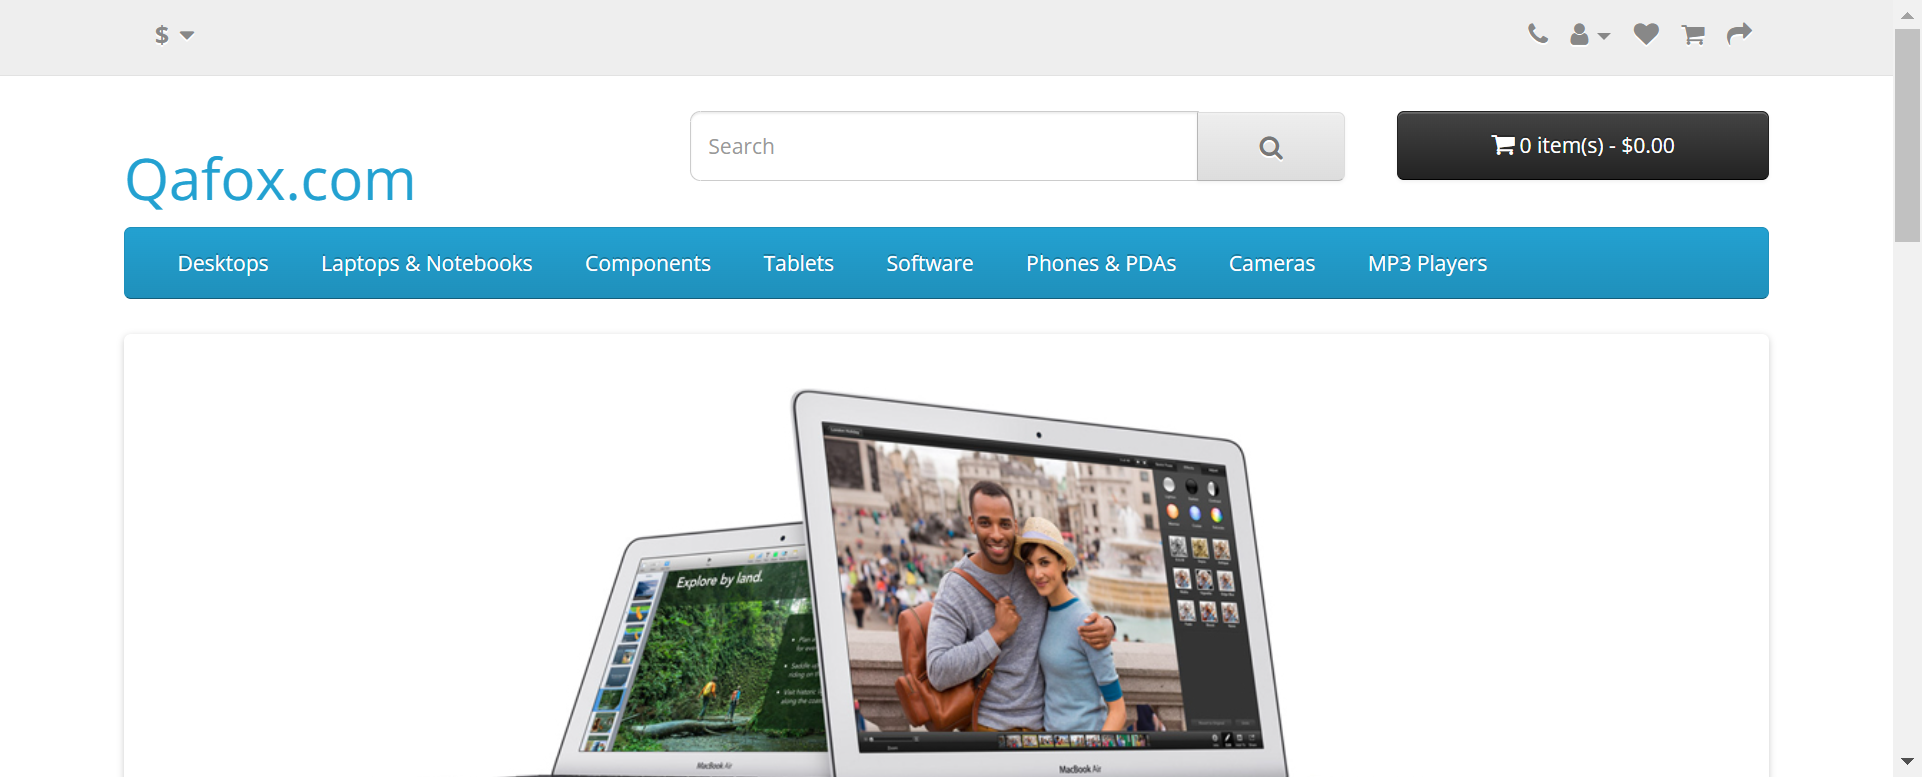 $
Search
0 item(s) - $0.00
Qafox.com
Desktops
Laptops & Notebooks
Components
Tablets
Software
Phones & PDAs
Cameras
MP3 Players
Explore by land.
MacBook Air
MacBook Air